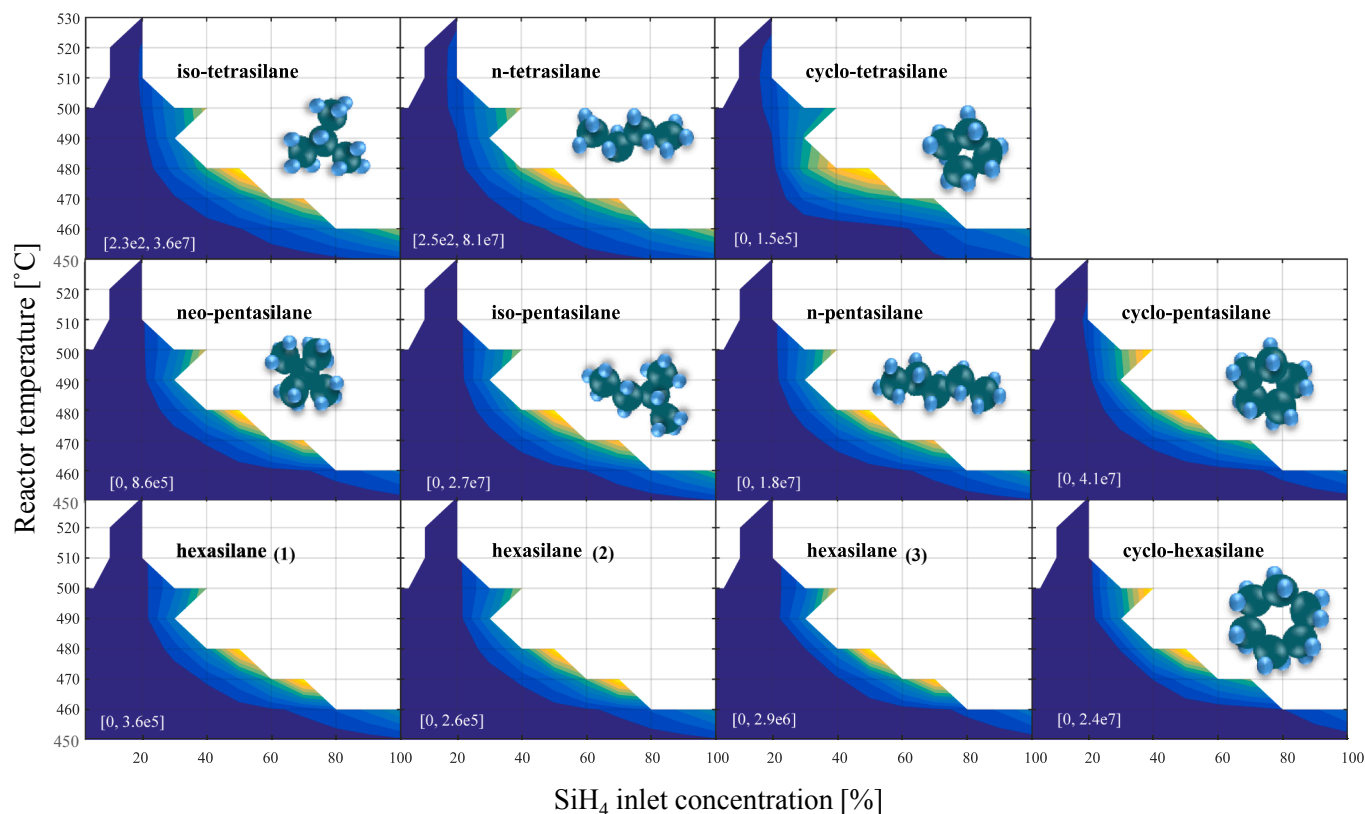 530
520
510
500
490
480
470
460
iso-tetrasilane
[2.3e2, 3.6e7]
n-tetrasilane
[2.5e2, 8.1e7]
cyclo-tetrasilane
[0, 1.5e5]
450
520
510
500
490
480
470
460
neo-pentasilane
[0, 8.6e5]
iso-pentasilane
[0, 2.7e7]
n-pentasilane
[0, 1.8e7]
cyclo-pentasilane
[0, 4.1e7]
450
520
510
500
490
480
470
460
450
hexasilane (1)
[0, 3.6e5]
hexasilane (2)
[0, 2.6e5]
hexasilane (3)
[0, 2.9e6]
cyclo-hexasilane
[0, 2.4e7]
20 40 60 80 100 20 40 60 80 100 20 40 60 80 100 20 40 60 80 100
Reactor temperature [˚C]
SiH₄ inlet concentration [%]